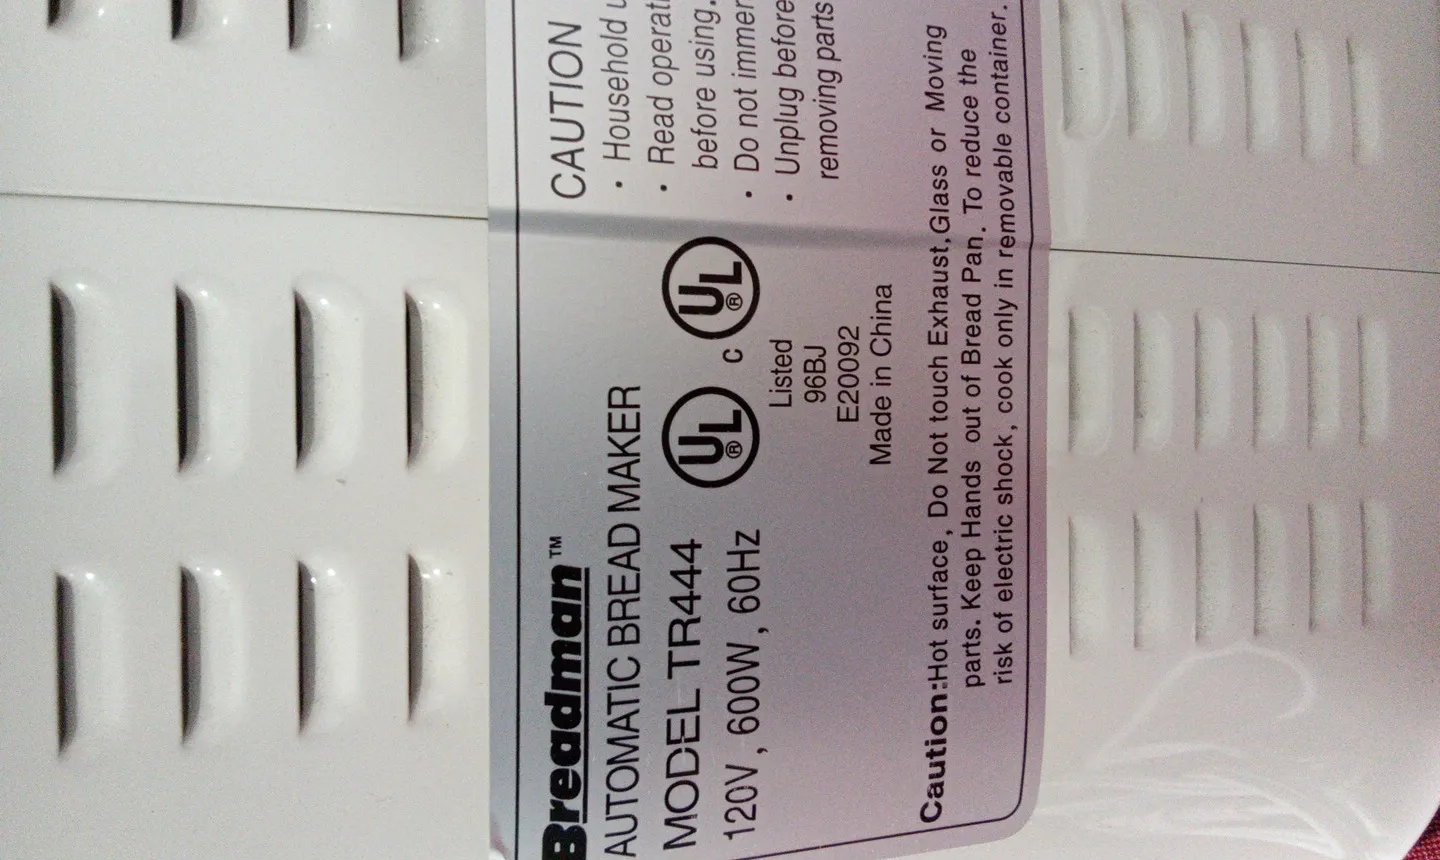 Breadman™
AUTOMATIC BREAD MAKER
MODEL TR444
120V, 600W, 60Hz
UL® c UL®
Listed
96BJ
E20092
Made in China
CAUTION
• Household
• Read
before using.
• Do not
• Unplug before
removing parts
Caution:Hot surface, Do Not touch Exhaust,Glass or Moving
parts. Keep Hands out of Bread Pan. To reduce the
risk of electric shock, cook only in removable container.